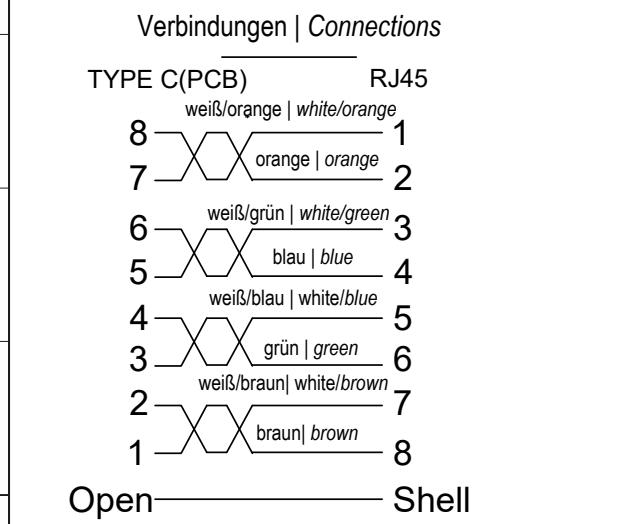 Verbindungen | Connections
TYPE C(PCB) RJ45
weiß/orange | white/orange
8 1
orange | orange
7 2
weiß/grün | white/green
6 3
blau | blue
5 4
weiß/blau | white/blue
4 5
grün | green
3 6
weiß/braun| white/brown
2 7
braun| brown
1 8
Open Shell